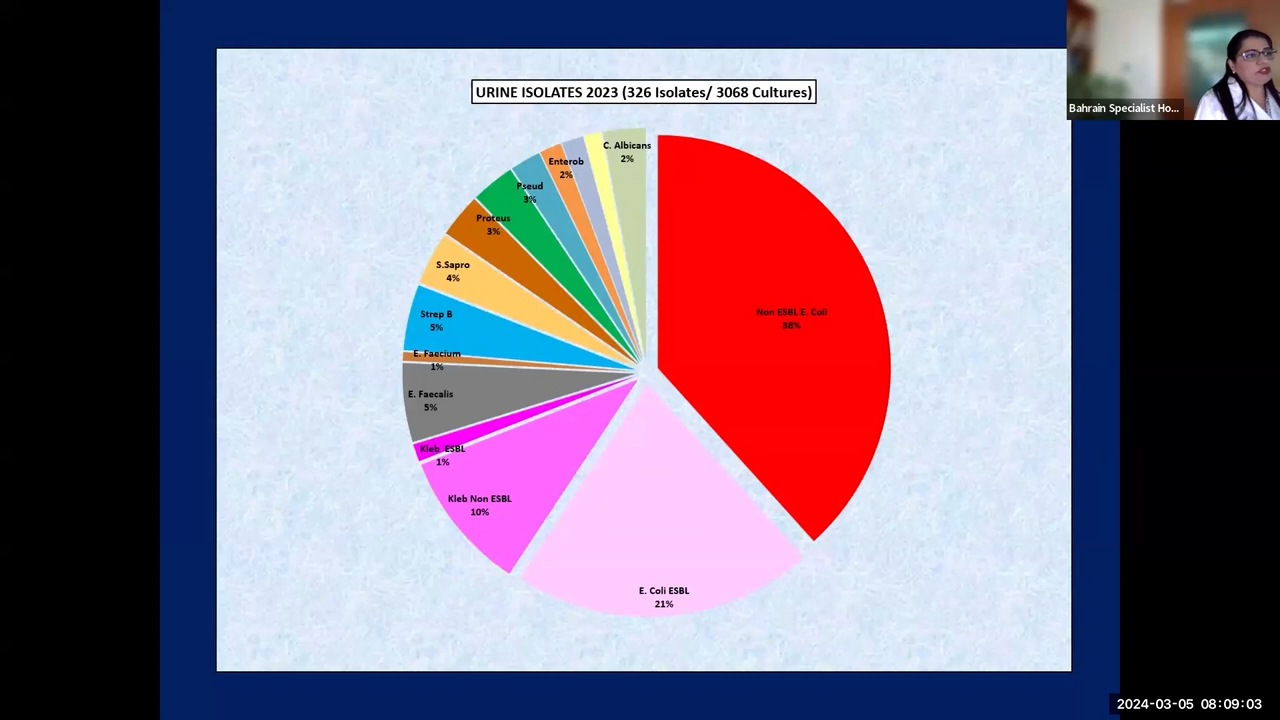 Bahrain Specialist Ho...
URINE ISOLATES 2023 (326 Isolates/ 3068 Cultures)
C. Albicans
2%
Enterob
2%
Pseud
3%
Proteus
3%
S.Sapro
4%
Strep B
5%
E. Faecium
1%
E. Faecalis
5%
Kleb ESBL
1%
Kleb Non ESBL
10%
E. Coli ESBL
21%
Non ESBL E. Coli
38%
2024-03-05 08:09:03